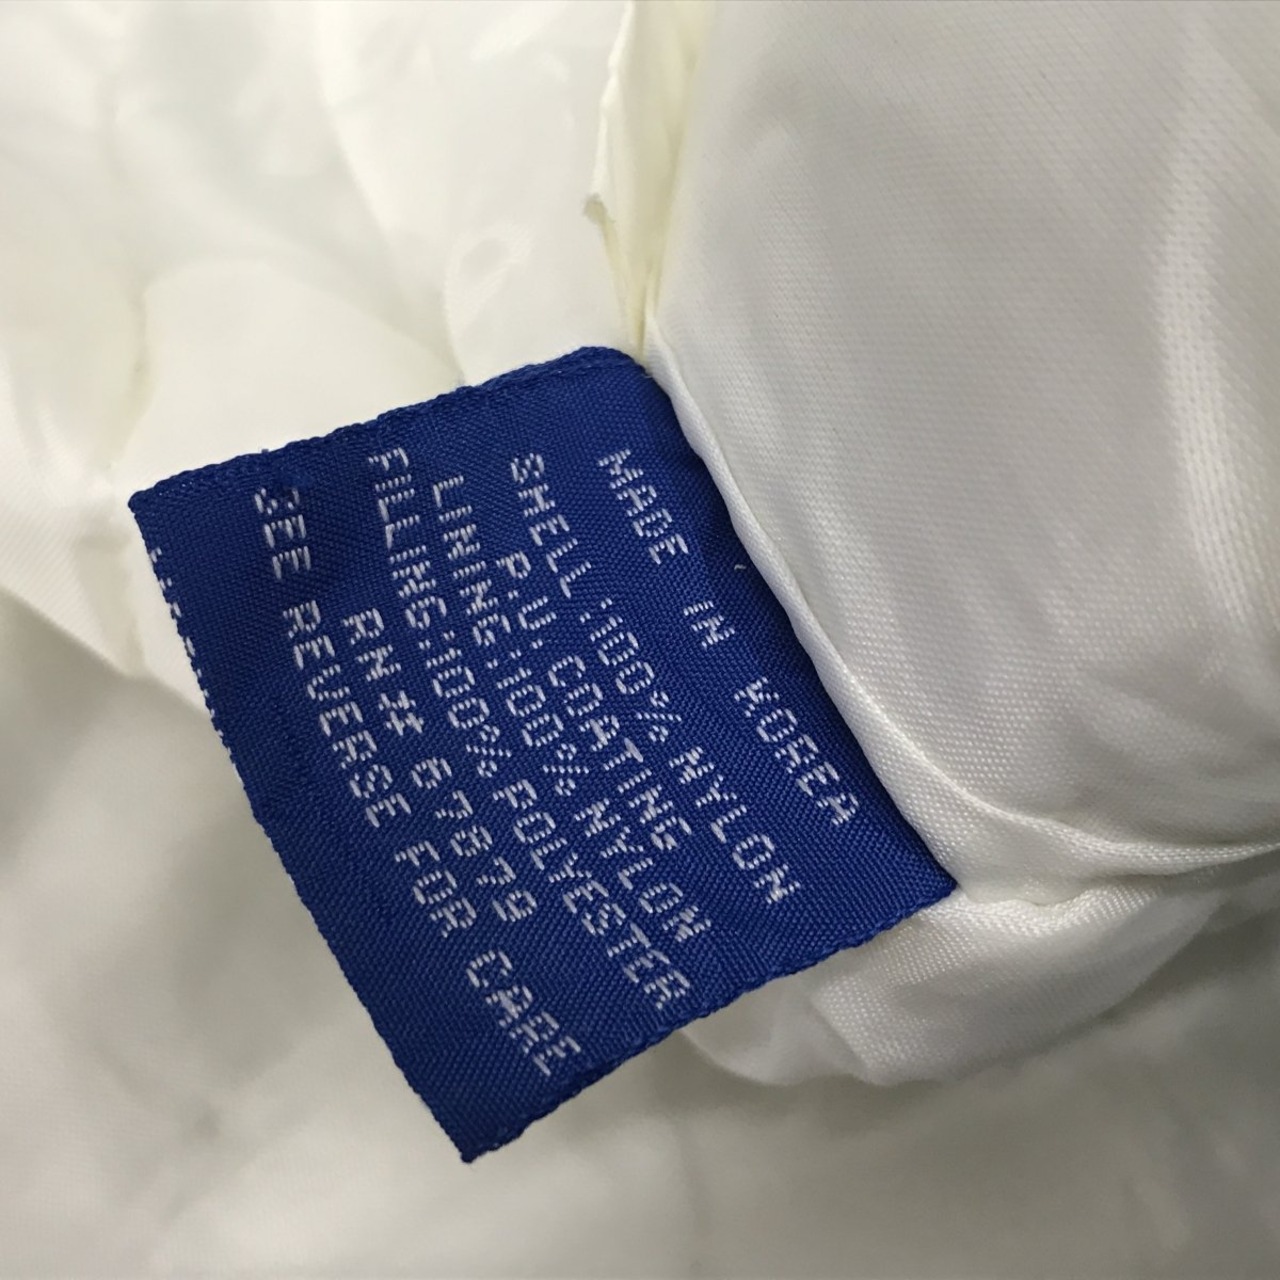 MADE IN KOREA
SHELL:100% NYLON
P.U. COATING
LINING:100% NYLON
FILLING:100% POLYESTER
RN# 67879
SEE REVERSE FOR CARE